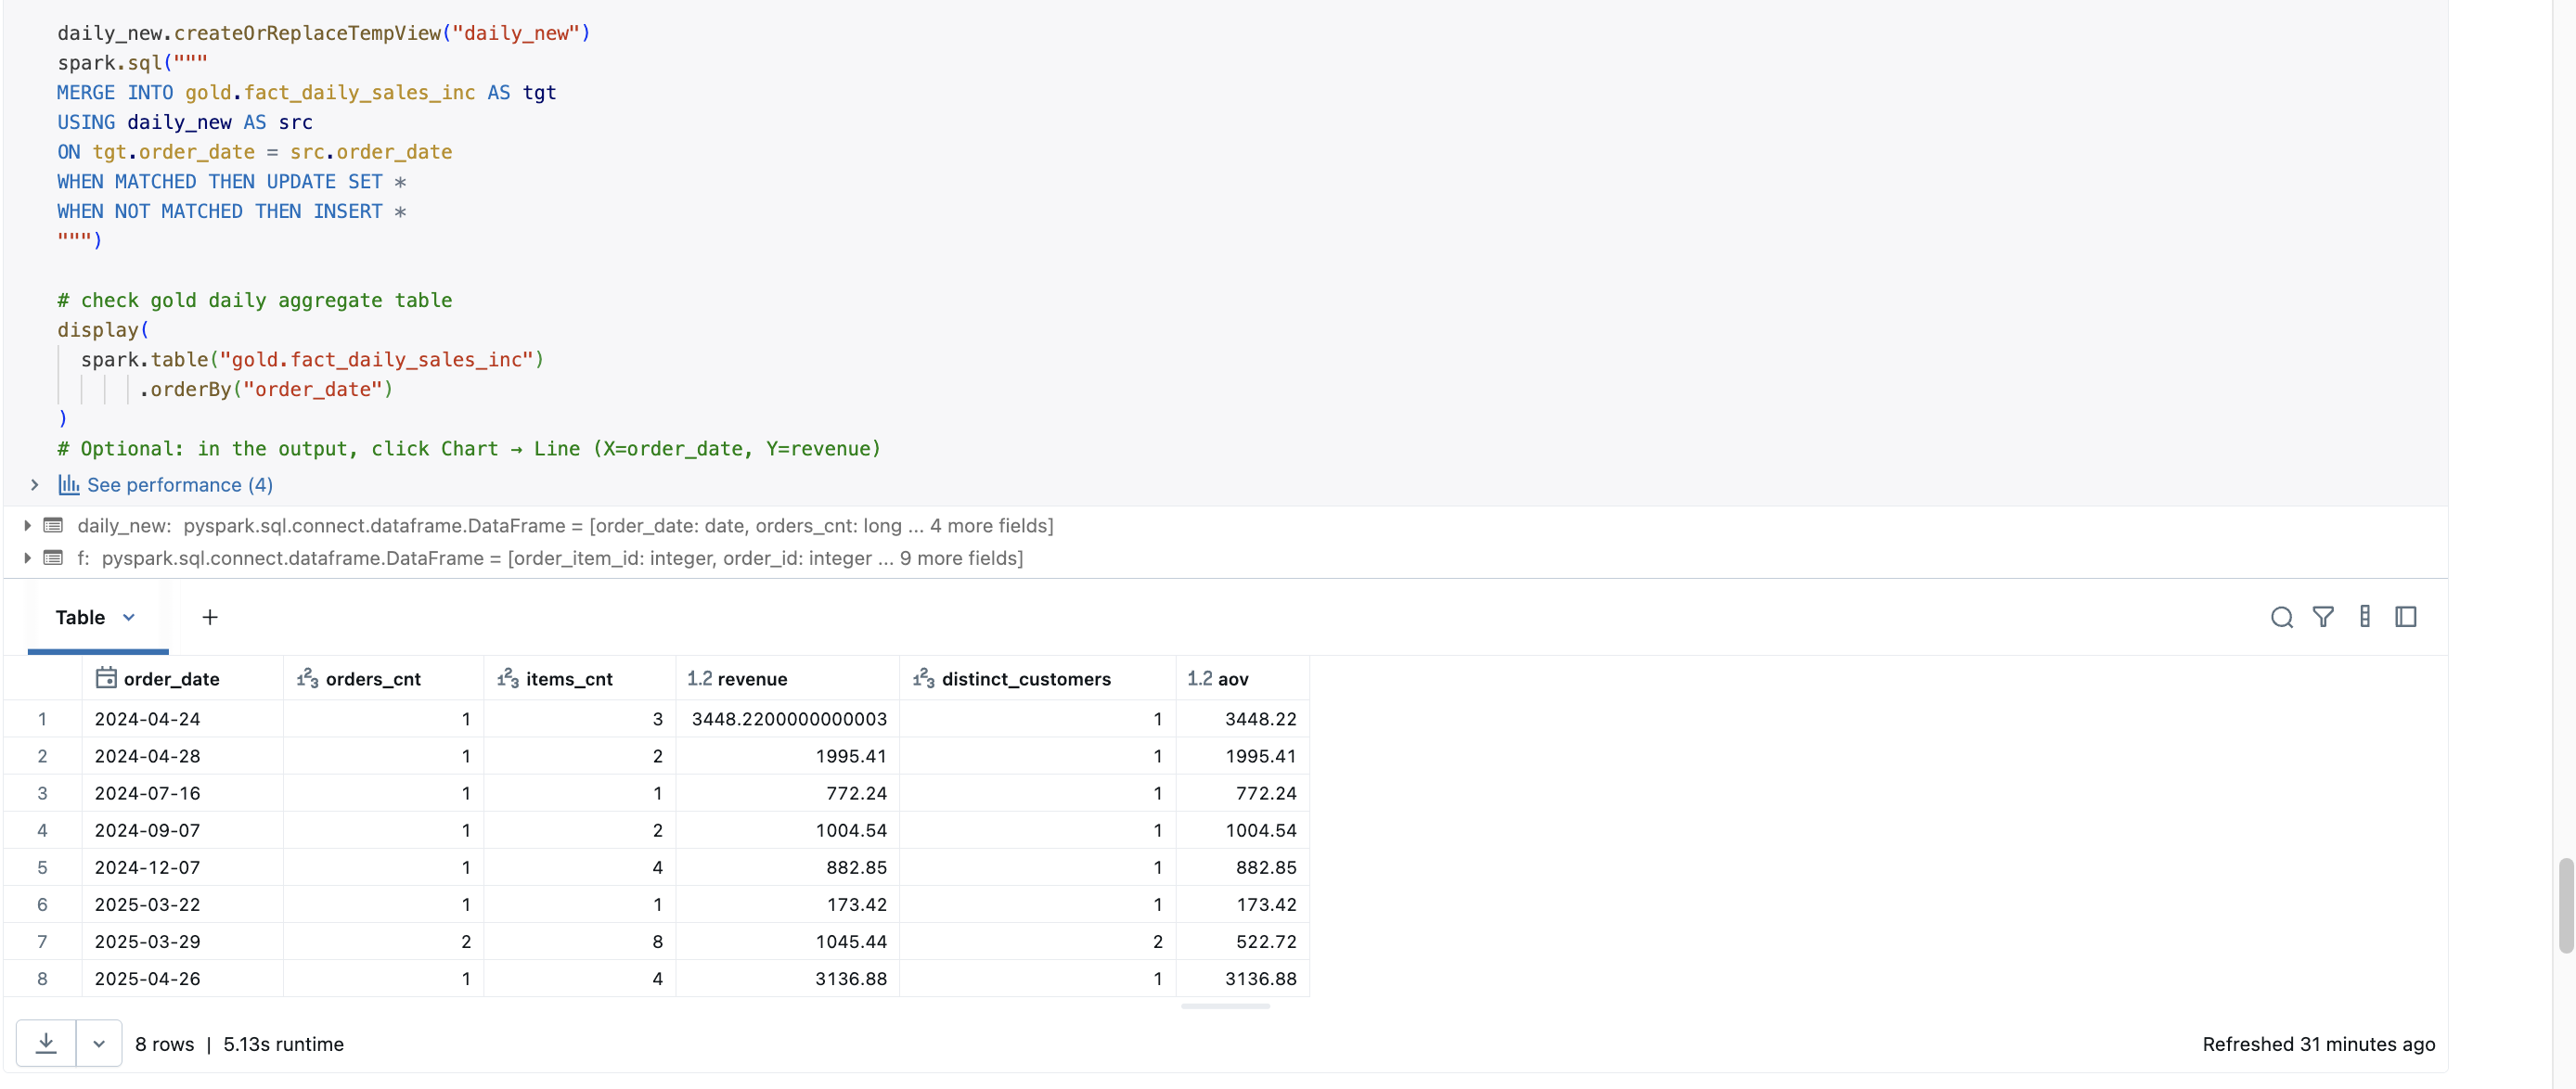 daily_new.createOrReplaceTempView("daily_new")
spark.sql("""
MERGE INTO gold.fact_daily_sales_inc AS tgt
USING daily_new AS src
ON tgt.order_date = src.order_date
WHEN MATCHED THEN UPDATE SET *
WHEN NOT MATCHED THEN INSERT *
""")
# check gold daily aggregate table
display(
spark.table("gold.fact_daily_sales_inc")
.orderBy("order_date")
)
# Optional: in the output, click Chart → Line (X=order_date, Y=revenue)
See performance (4)
daily_new: pyspark.sql.connect.dataframe.DataFrame = [order_date: date, orders_cnt: long ... 4 more fields]
f: pyspark.sql.connect.dataframe.DataFrame = [order_item_id: integer, order_id: integer ... 9 more fields]
Table +
order_date 123 orders_cnt 123 items_cnt 1.2 revenue 123 distinct_customers 1.2 aov
1 2024-04-24 1 3 3448.2200000000003 1 3448.22
2 2024-04-28 1 2 1995.41 1 1995.41
3 2024-07-16 1 1 772.24 1 772.24
4 2024-09-07 1 2 1004.54 1 1004.54
5 2024-12-07 1 4 882.85 1 882.85
6 2025-03-22 1 1 173.42 1 173.42
7 2025-03-29 2 8 1045.44 2 522.72
8 2025-04-26 1 4 3136.88 1 3136.88
8 rows | 5.13s runtime Refreshed 31 minutes ago